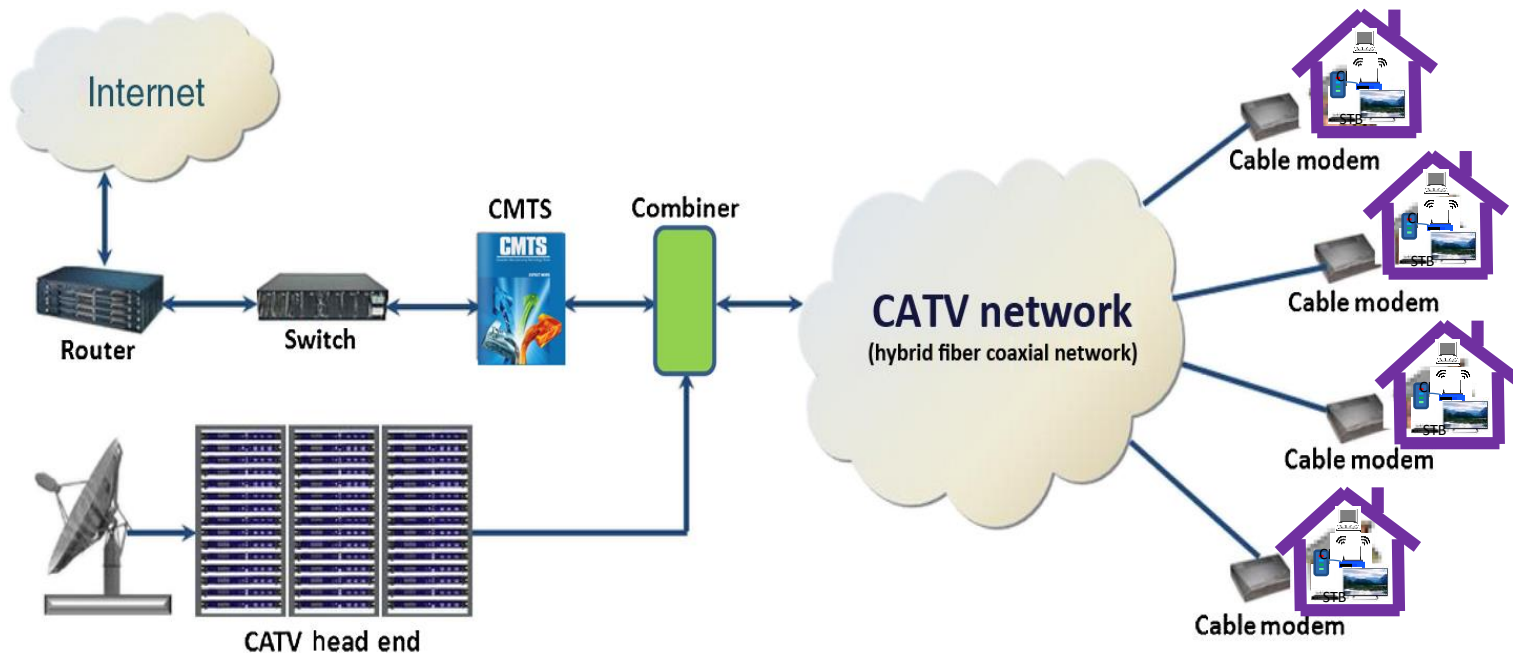 Internet
Router
Switch
CMTS
CMTS
Combiner
CATV head end
CATV network
(hybrid fiber coaxial network)
STB
Cable modem
STB
Cable modem
STB
Cable modem
STB
Cable modem